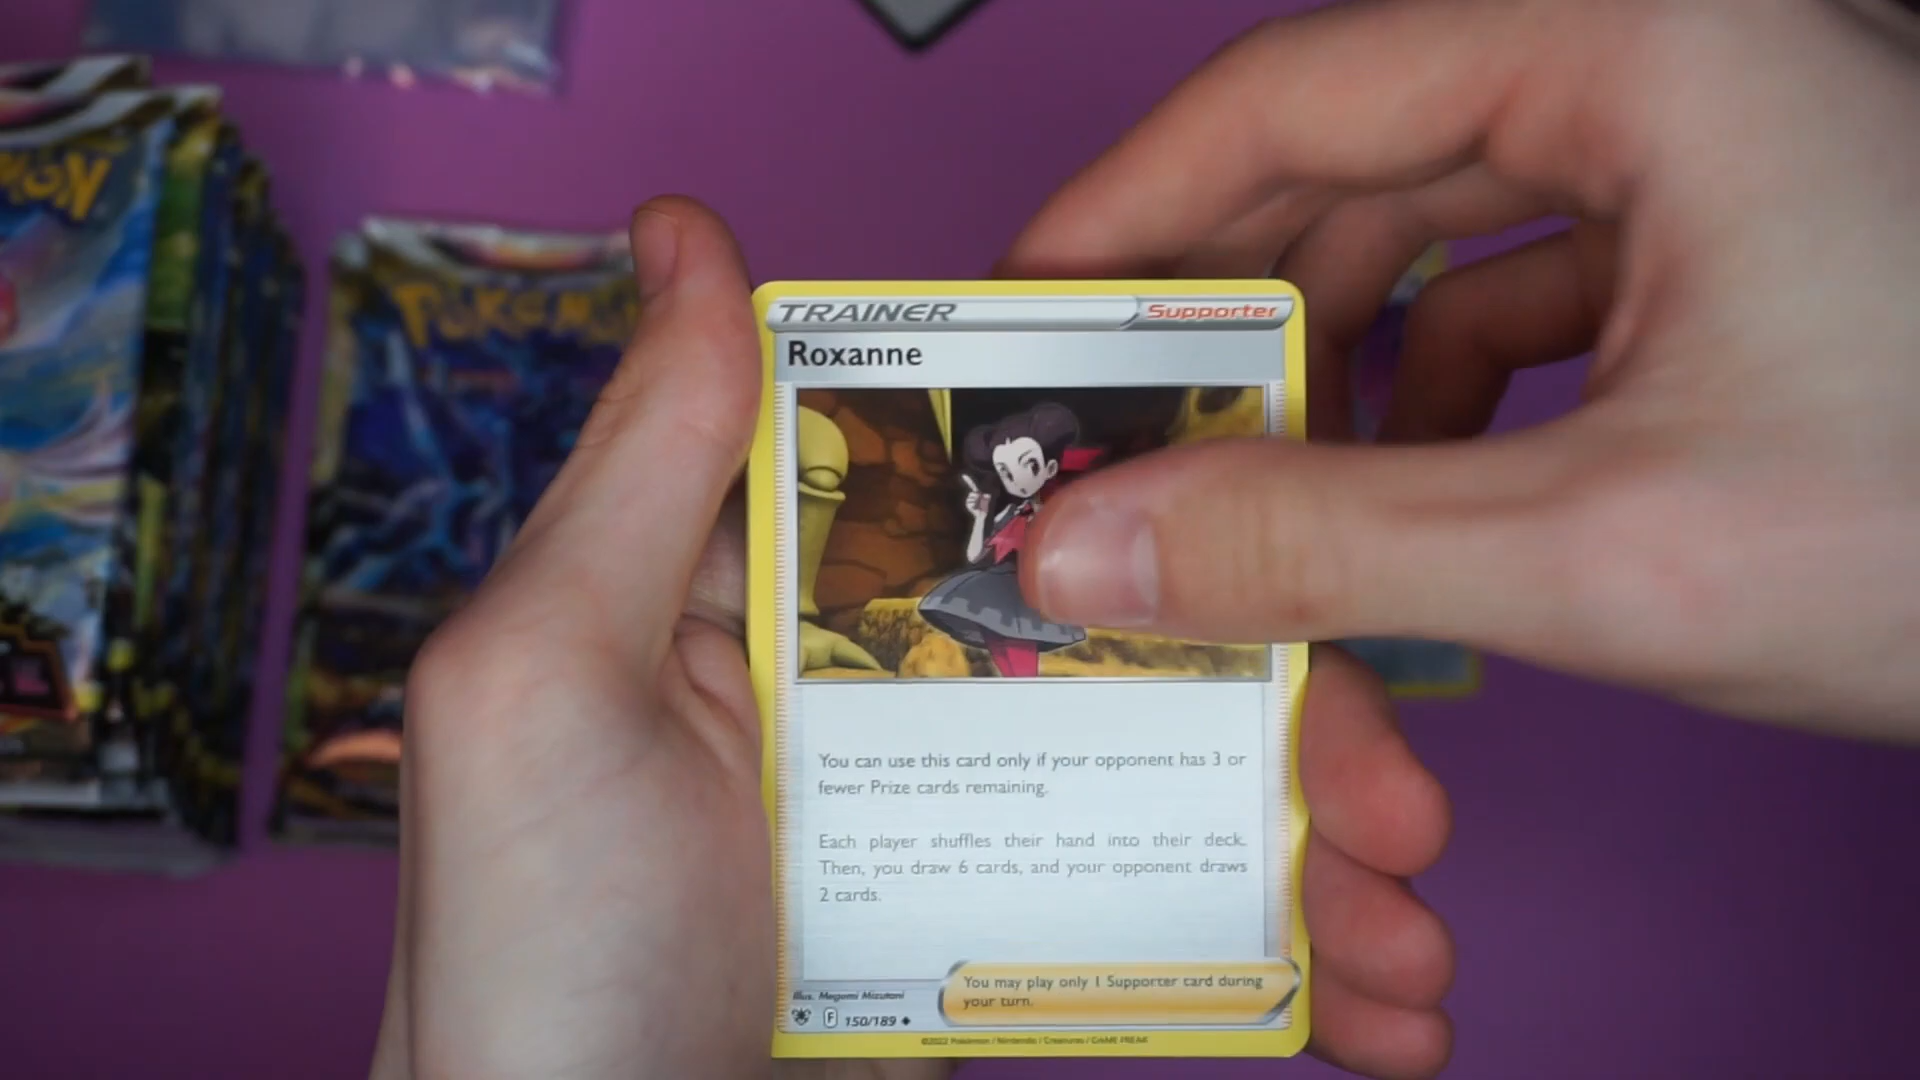 POKÉMON
TRAINER
Supporter
Roxanne
You can use this card only if your opponent has 3 or
fewer Prize cards remaining.
Each player shuffles their hand into their deck.
Then, you draw 6 cards, and your opponent draws
2 cards.
You may play only 1 Supporter card during
your turn.
Illus. Megumi Mizutani
F 150/189
©2022 Pokémon / Nintendo / Creatures / GAME FREAK